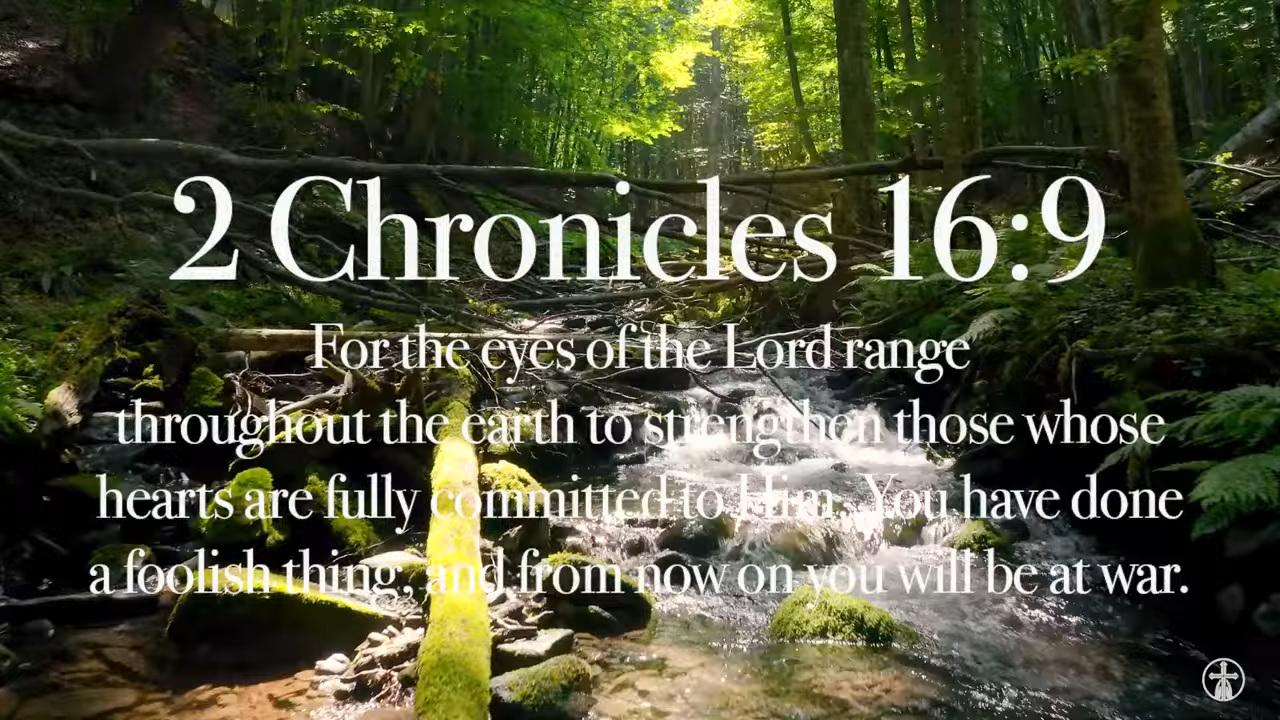 2 Chronicles 16:9
For the eyes of the Lord range
throughout the earth to strengthen those whose
hearts are fully committed to Him. You have done
a foolish thing, and from now on you will be at war.